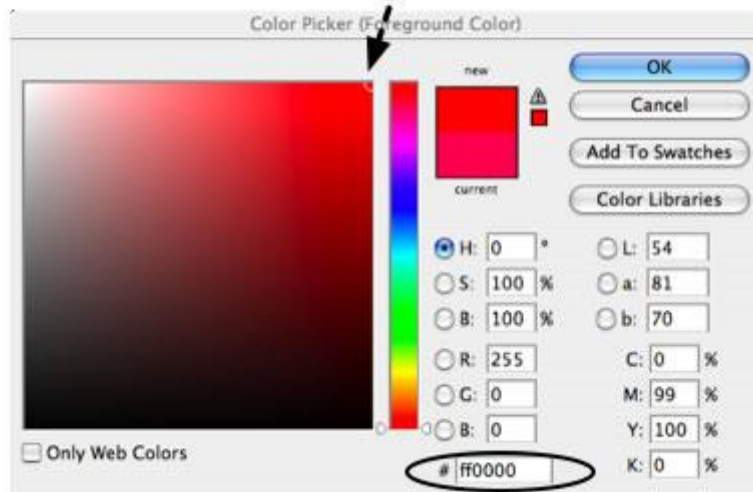 Color Picker (Foreground Color)
new
current
OK
Cancel
Add To Swatches
Color Libraries
H: 0 °
S: 100 %
B: 100 %
R: 255
G: 0
B: 0
# ff0000
L: 54
a: 81
b: 70
C: 0 %
M: 99 %
Y: 100 %
K: 0 %
Only Web Colors